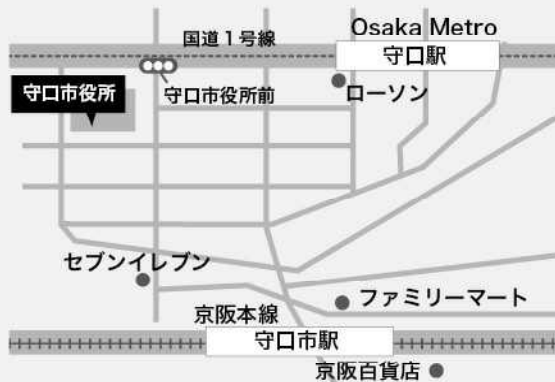 Osaka Metro
国道1号線
守口駅
守口市役所
守口市役所前
ローソン
セブンイレブン
ファミリーマート
京阪本線
守口市駅
京阪百貨店